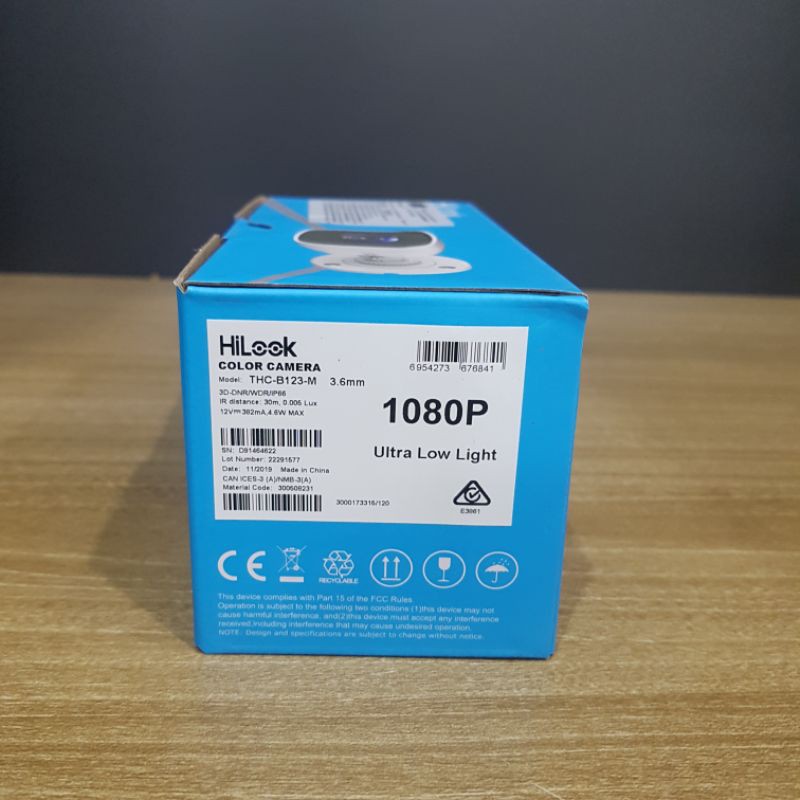 HiLook
COLOR CAMERA
Model: THC-B123-M 3.6mm
3D-DNR/WDR/IP66
IR distance: 30m, 0.005 Lux
12V⎓382mA,4.6W MAX
6954273 676841
1080P
Ultra Low Light
SN: D91464622
Lot Number: 22291577
Date: 11/2019 Made in China
CAN ICES-3 (A)/NMB-3(A)
Material Code: 300508231
3000173316/120
E3961
CE
RECYCLABLE
This device complies with Part 15 of the FCC Rules
Operation is subject to the following two conditions (1)this device may not
cause harmful interference, and(2)this device must accept any interference
received,including interference that may cause undesired operation.
NOTE: Design and specifications are subject to change without notice.